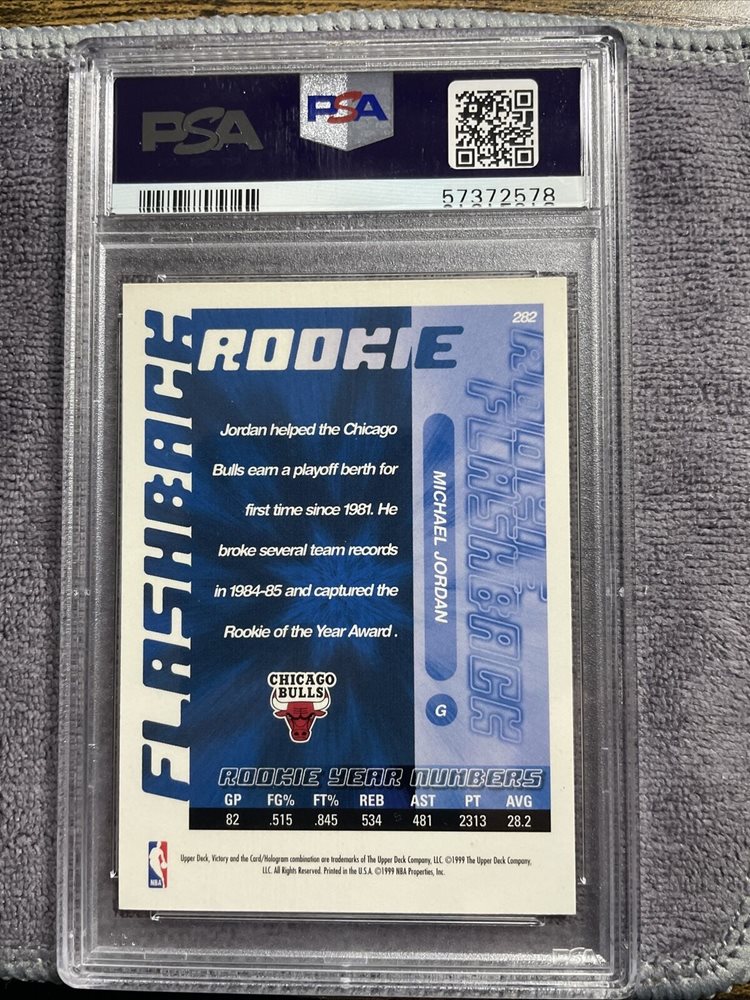 PSA
PSA
57372578
282
ROOKIE
FLASHBACK
ROOKIE
FLASHBACK
Jordan helped the Chicago
Bulls earn a playoff berth for
first time since 1981. He
broke several team records
in 1984-85 and captured the
Rookie of the Year Award .
MICHAEL JORDAN
G
CHICAGO
BULLS
ROOKIE YEAR NUMBERS
GP FG% FT% REB AST PT AVG
82 .515 .845 534 481 2313 28.2
NBA
Upper Deck, Victory and the Card/Hologram combination are trademarks of The Upper Deck Company, LLC. ©1999 The Upper Deck Company,
LLC. All Rights Reserved. Printed in the U.S.A. ©1999 NBA Properties, Inc.